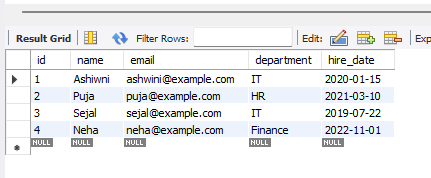 Result Grid Filter Rows: Edit: Exp
id name email department hire_date
1 Ashiwni ashwini@example.com IT 2020-01-15
2 Puja puja@example.com HR 2021-03-10
3 Sejal sejal@example.com IT 2019-07-22
4 Neha neha@example.com Finance 2022-11-01
NULL NULL NULL NULL NULL